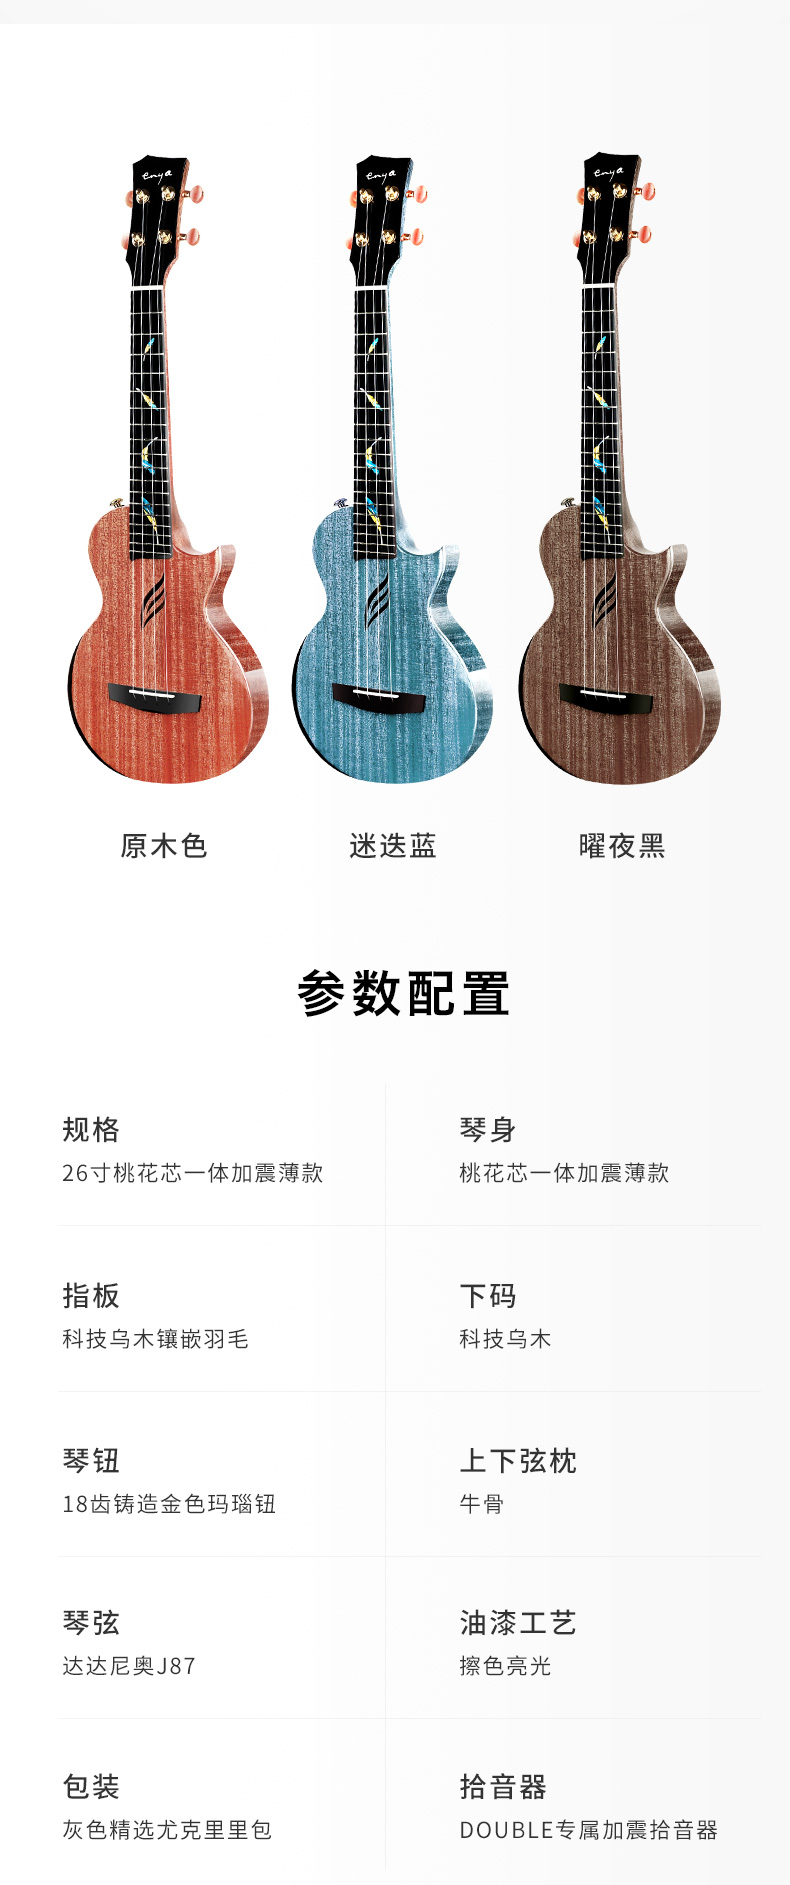 enya enya enya
原木色 迷迭蓝 曜夜黑
参数配置
规格 琴身
26寸桃花芯一体加震薄款 桃花芯一体加震薄款
指板 下码
科技乌木镶嵌羽毛 科技乌木
琴钮 上下弦枕
18齿铸造金色玛瑙钮 牛骨
琴弦 油漆工艺
达达尼奥J87 擦色亮光
包装 拾音器
灰色精选尤克里里包 DOUBLE专属加震拾音器